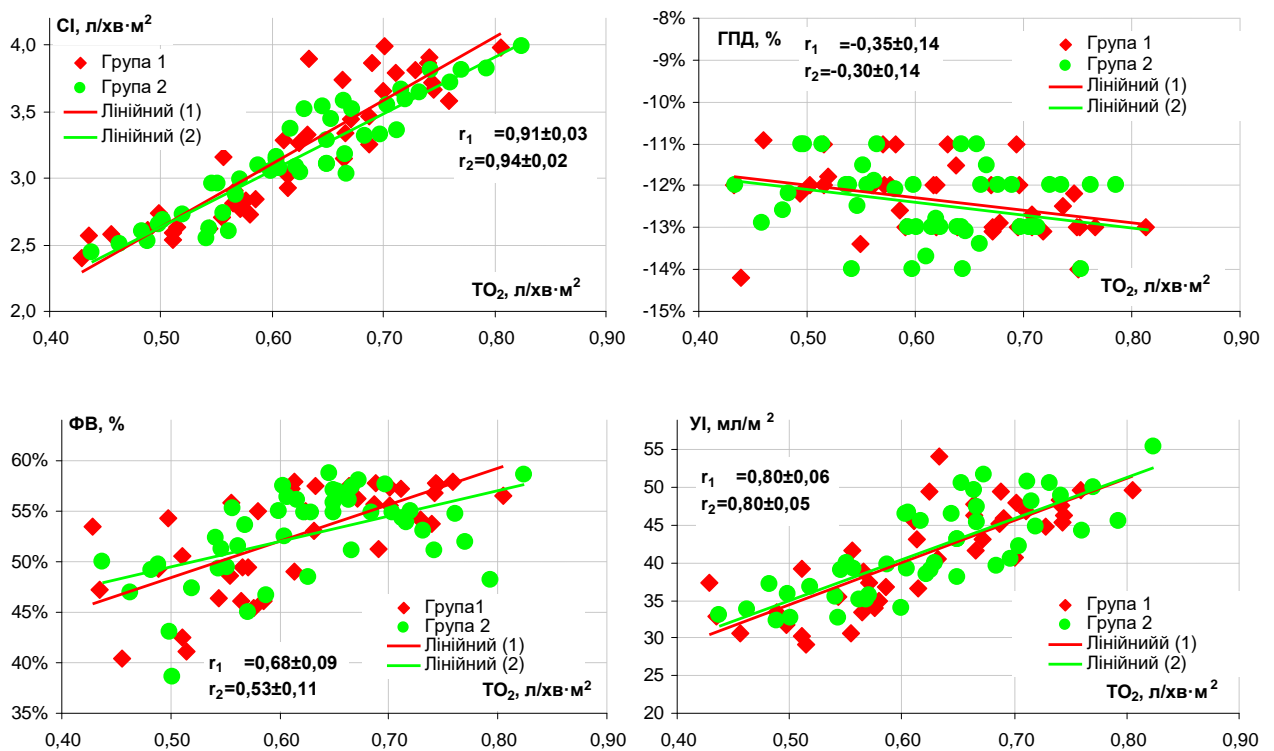 СІ, л/хв·м²
4,0
3,5
3,0
2,5
2,0
Група 1
Група 2
Лінійний (1)
Лінійний (2)
r₁ =0,91±0,03
r₂=0,94±0,02
ТО₂, л/хв·м²
0,40 0,50 0,60 0,70 0,80 0,90
-8%
-9%
-10%
-11%
-12%
-13%
-14%
-15%
ГПД, %
r₁ =-0,35±0,14
r₂=-0,30±0,14
Група 1
Група 2
Лінійний (1)
Лінійний (2)
ТО₂, л/хв·м²
0,40 0,50 0,60 0,70 0,80 0,90
ФВ, %
60%
55%
50%
45%
40%
35%
Група1
Група 2
Лінійний (1)
Лінійний (2)
r₁ =0,68±0,09
r₂=0,53±0,11
ТО₂, л/хв·м²
0,40 0,50 0,60 0,70 0,80 0,90
УІ, мл/м ²
55
50
45
40
35
30
25
20
r₁ =0,80±0,06
r₂=0,80±0,05
Група 1
Група 2
Лінінийй (1)
Лінійний (2)
ТО₂, л/хв·м²
0,40 0,50 0,60 0,70 0,80 0,90